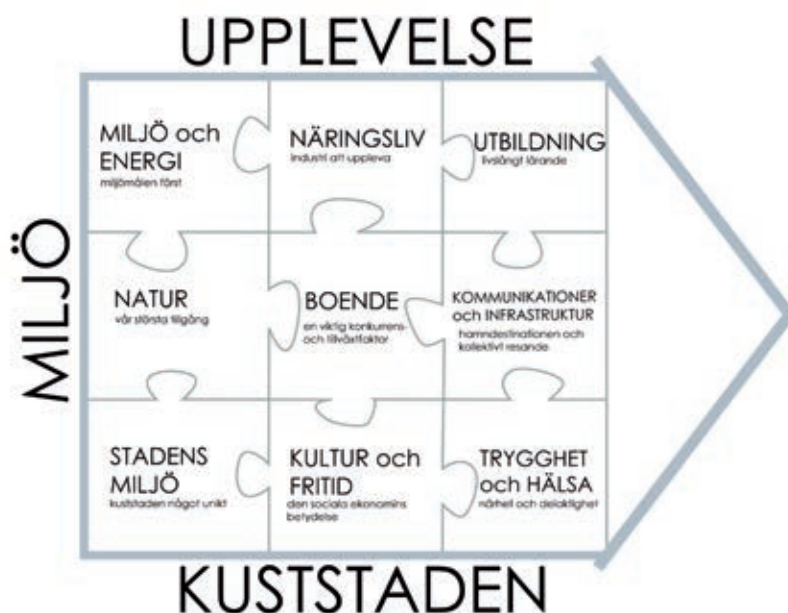 UPPLEVELSE
MILJÖ
MILJÖ och
ENERGI
miljömålen först
NÄRINGSLIV
industri att uppleva
UTBILDNING
livslångt lärande
NATUR
vår största tillgång
BOENDE
en viktig konkurrens-
och tillväxtfaktor
KOMMUNIKATIONER
och INFRASTRUKTUR
hamndestinationen och
kollektivt resande
STADENS
MILJÖ
kuststaden något unikt
KULTUR och
FRITID
den sociala ekonomins
betydelse
TRYGGHET
och HÄLSA
närhet och delaktighet
KUSTSTADEN